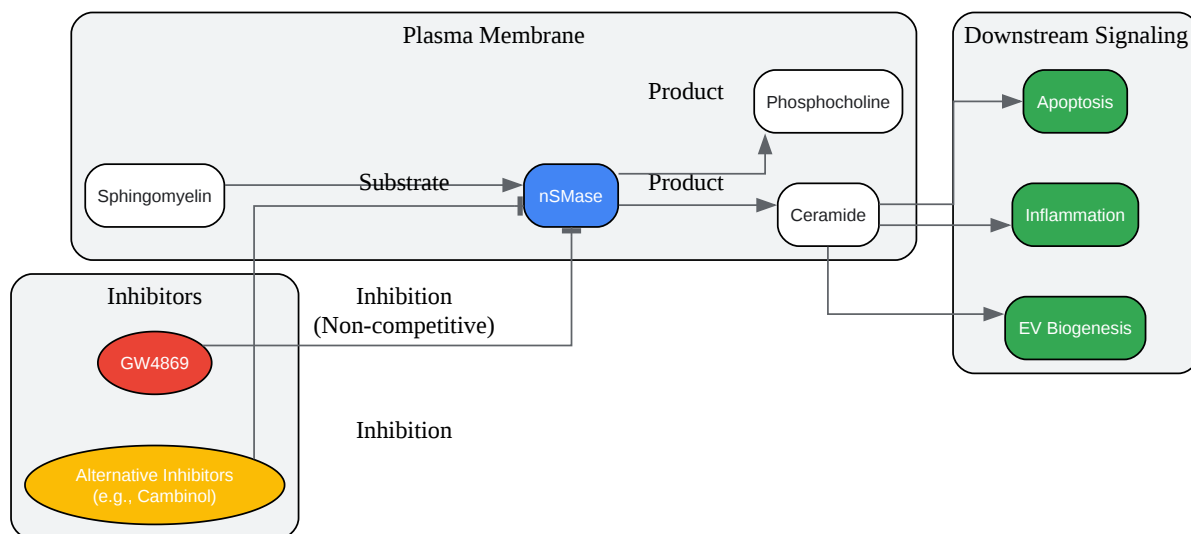 Plasma Membrane
Downstream Signaling
Product
Phosphocholine
Apoptosis
Sphingomyelin
Substrate
nSMase
Product
Ceramide
Inflammation
Inhibitors
Inhibition
(Non-competitive)
EV Biogenesis
GW4869
Inhibition
Alternative Inhibitors
(e.g., Cambinol)